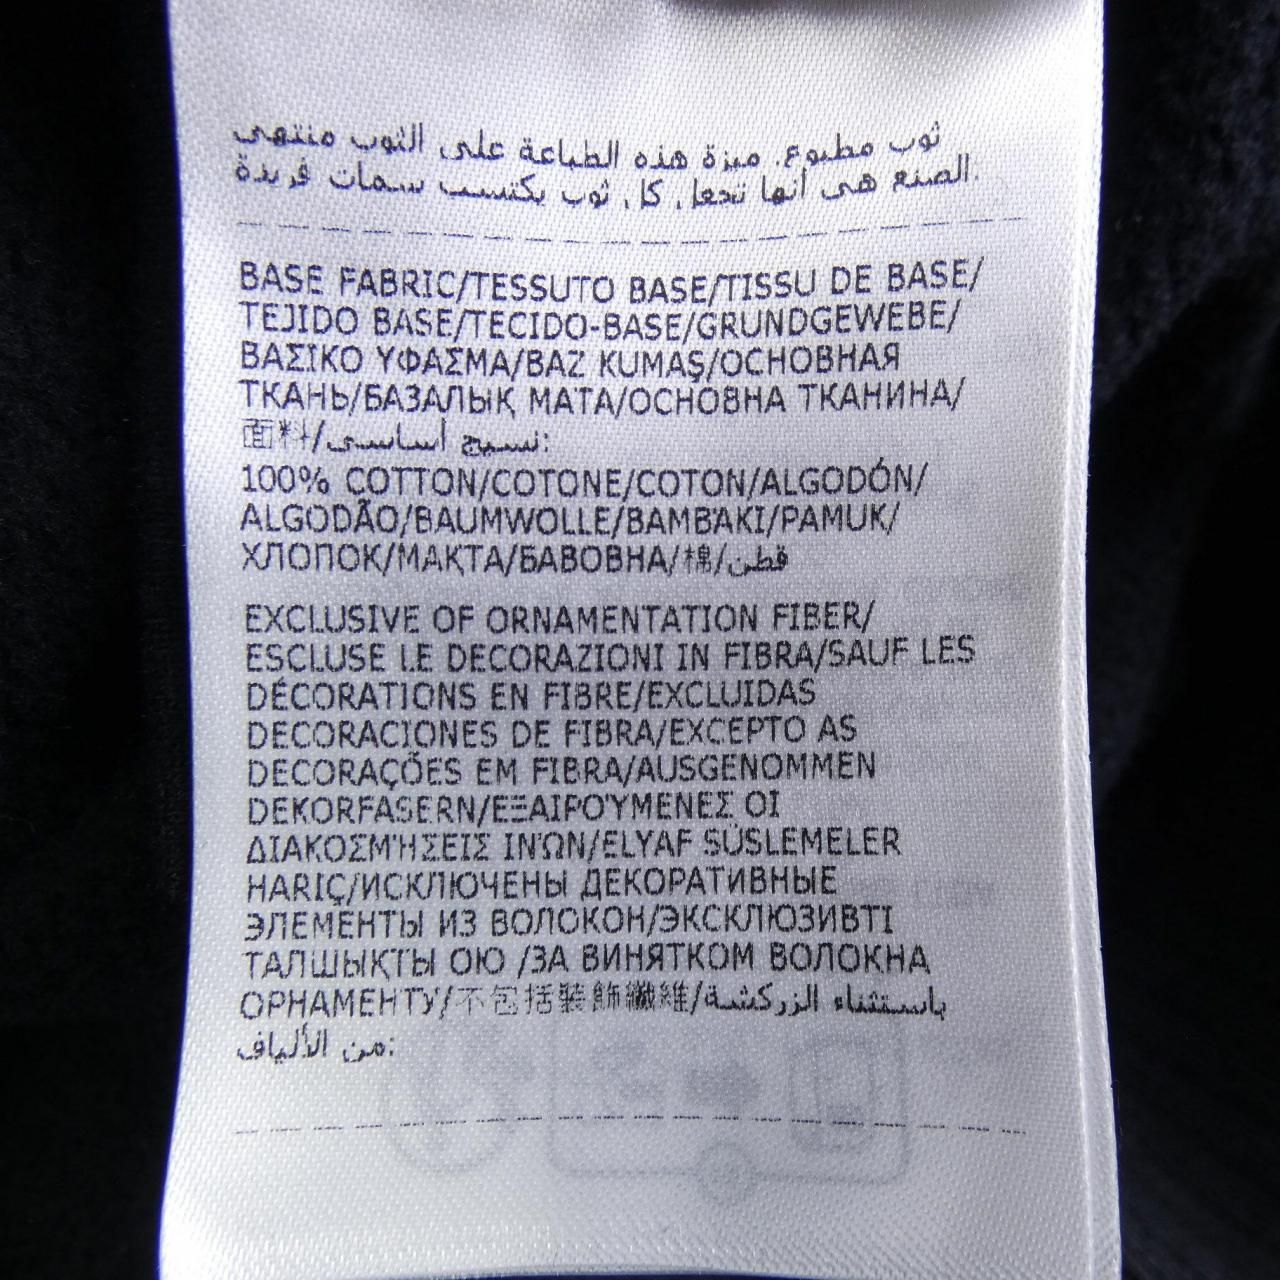 ثوب مطبوع. ميزة هذه الطباعة على الثوب منتهي
الصنع هي أنها تجعل كل ثوب يكتسب سمات فريدة.
BASE FABRIC/TESSUTO BASE/TISSU DE BASE/
TEJIDO BASE/TECIDO-BASE/GRUNDGEWEBE/
ΒΑΣΙΚΟ ΥΦΑΣΜΑ/BAZ KUMAŞ/ОСНОВНАЯ
ТКАНЬ/БАЗАЛЫҚ МАТА/ОСНОВНА ТКАНИНА/
面料/نسيج أساسي:
100% COTTON/COTONE/COTON/ALGODÓN/
ALGODÃO/BAUMWOLLE/ΒΑΜΒΆΚΙ/PAMUK/
ХЛОПОК/МАҚТА/БАВОВНА/棉/قطن
EXCLUSIVE OF ORNAMENTATION FIBER/
ESCLUSE LE DECORAZIONI IN FIBRA/SAUF LES
DÉCORATIONS EN FIBRE/EXCLUIDAS
DECORACIONES DE FIBRA/EXCEPTO AS
DECORAÇÕES EM FIBRA/AUSGENOMMEN
DEKORFASERN/ΕΞΑΙΡΟΎΜΕΝΕΣ ΟΙ
ΔΙΑΚΟΣΜΉΣΕΙΣ ΙΝΏΝ/ELYAF SÜSLEMELER
HARIÇ/ИСКЛЮЧЕНЫ ДЕКОРАТИВНЫЕ
ЭЛЕМЕНТЫ ИЗ ВОЛОКОН/ЭКСКЛЮЗИВТІ
ТАЛШЫҚТЫ ОЮ /ЗА ВИНЯТКОМ ВОЛОКНА
ОРНАМЕНТУ/不包括装飾纖維/باستثناء الزركشة
من الألياف: